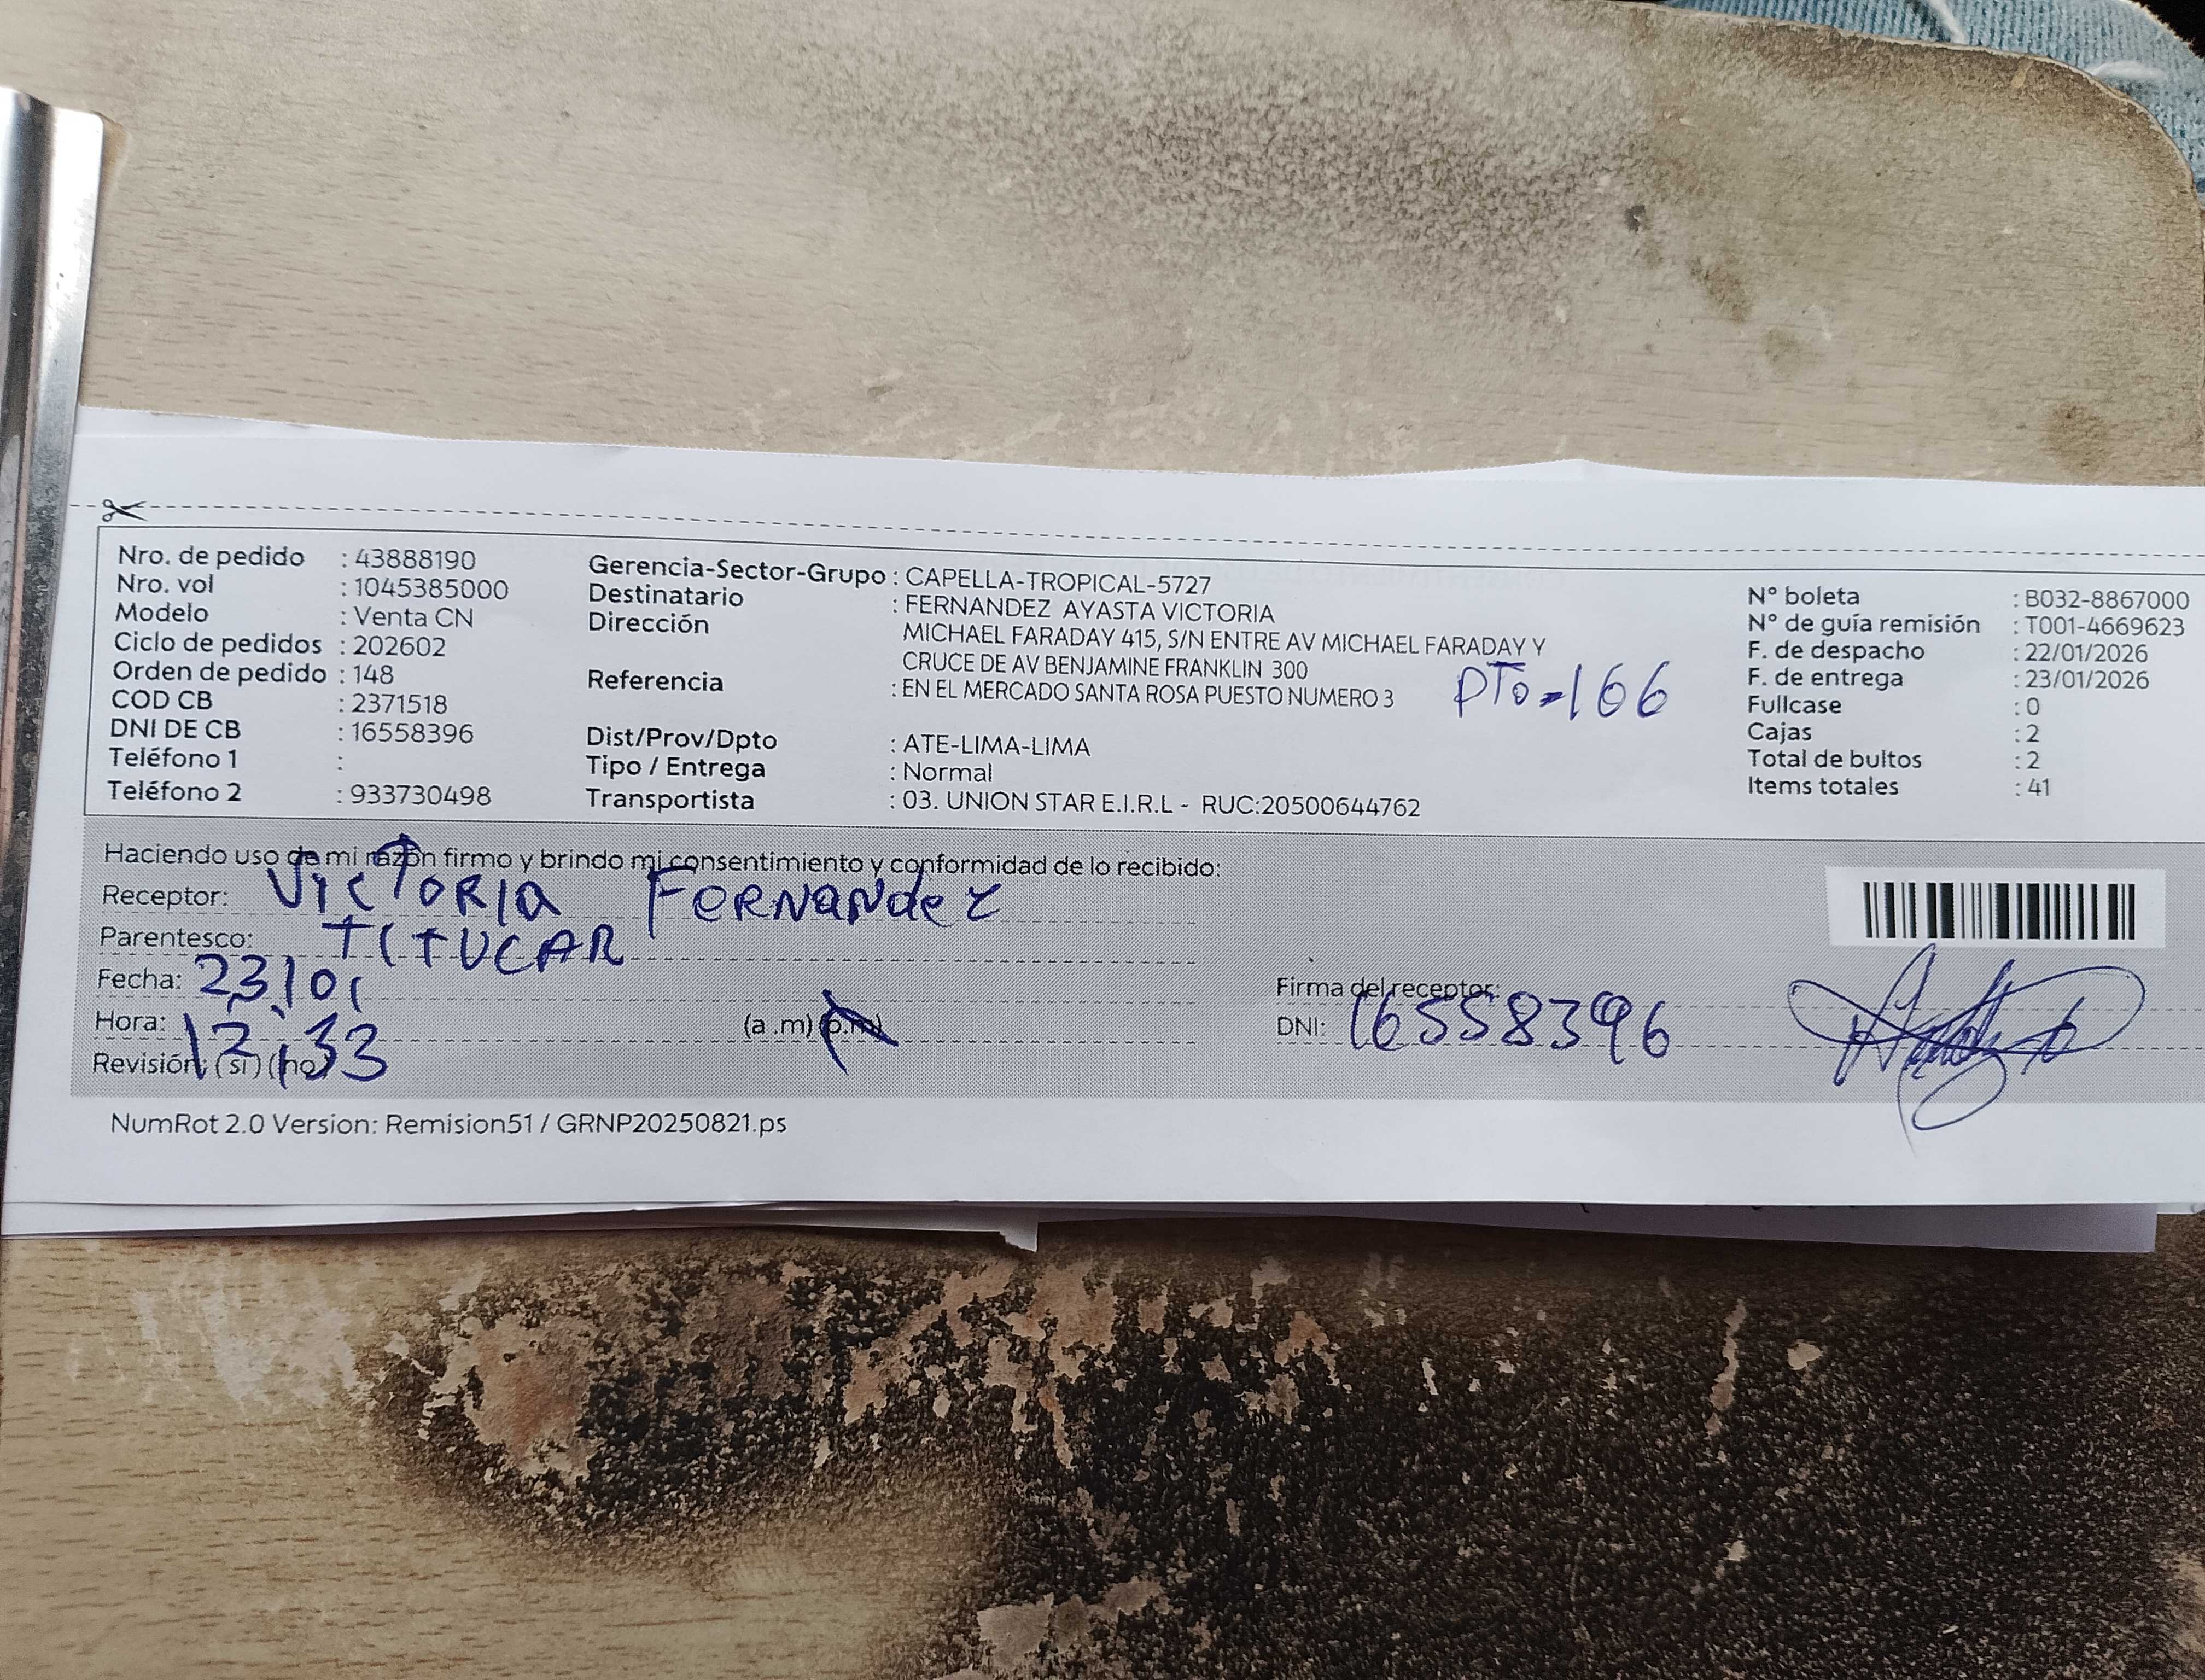 Nro. de pedido : 43888190
Nro. vol : 1045385000
Modelo : Venta CN
Ciclo de pedidos : 202602
Orden de pedido : 148
COD CB : 2371518
DNI DE CB : 16558396
Teléfono 1 :
Teléfono 2 : 933730498
Gerencia-Sector-Grupo : CAPELLA-TROPICAL-5727
Destinatario : FERNANDEZ AYASTA VICTORIA
Dirección MICHAEL FARADAY 415, S/N ENTRE AV MICHAEL FARADAY Y
CRUCE DE AV BENJAMINE FRANKLIN 300
Referencia : EN EL MERCADO SANTA ROSA PUESTO NUMERO 3
PTo-166
Dist/Prov/Dpto : ATE-LIMA-LIMA
Tipo / Entrega : Normal
Transportista : 03. UNION STAR E.I.R.L - RUC:20500644762
N° boleta : B032-8867000
N° de guía remisión : T001-4669623
F. de despacho : 22/01/2026
F. de entrega : 23/01/2026
Fullcase : 0
Cajas : 2
Total de bultos : 2
Items totales : 41
Haciendo uso de mi razón firmo y brindo mi consentimiento y conformidad de lo recibido:
Receptor: VICTORIA FERNANdez
Parentesco: TITUCAR
Fecha: 23/01
Hora: 12:33 (a .m) (p.m)
Revisión: (si) (no)
Firma del receptor:
DNI: 16558396
NumRot 2.0 Version: Remision51 / GRNP20250821.ps